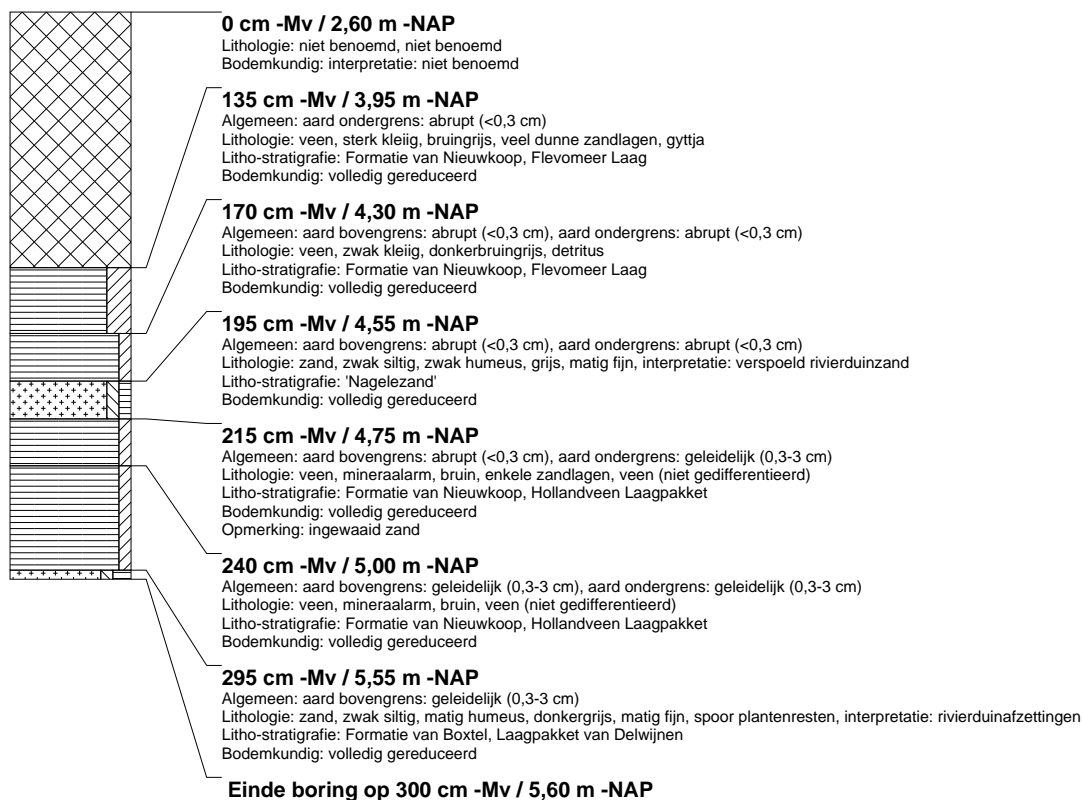 0 cm -Mv / 2,60 m -NAP
Lithologie: niet benoemd, niet benoemd
Bodemkundig: interpretatie: niet benoemd
135 cm -Mv / 3,95 m -NAP
Algemeen: aard ondergrens: abrupt (<0,3 cm)
Lithologie: veen, sterk kleiig, bruingrijs, veel dunne zandlagen, gyttja
Litho-stratigrafie: Formatie van Nieuwkoop, Flevomeer Laag
Bodemkundig: volledig gereduceerd
170 cm -Mv / 4,30 m -NAP
Algemeen: aard bovengrens: abrupt (<0,3 cm), aard ondergrens: abrupt (<0,3 cm)
Lithologie: veen, zwak kleiig, donkerbruingrijs, detritus
Litho-stratigrafie: Formatie van Nieuwkoop, Flevomeer Laag
Bodemkundig: volledig gereduceerd
195 cm -Mv / 4,55 m -NAP
Algemeen: aard bovengrens: abrupt (<0,3 cm), aard ondergrens: abrupt (<0,3 cm)
Lithologie: zand, zwak siltig, zwak humeus, grijs, matig fijn, interpretatie: verspoeld rivierduinzand
Litho-stratigrafie: 'Nagelezand'
Bodemkundig: volledig gereduceerd
215 cm -Mv / 4,75 m -NAP
Algemeen: aard bovengrens: abrupt (<0,3 cm), aard ondergrens: geleidelijk (0,3-3 cm)
Lithologie: veen, mineraalarm, bruin, enkele zandlagen, veen (niet gedifferentieerd)
Litho-stratigrafie: Formatie van Nieuwkoop, Hollandveen Laagpakket
Bodemkundig: volledig gereduceerd
Opmerking: ingewaaid zand
240 cm -Mv / 5,00 m -NAP
Algemeen: aard bovengrens: geleidelijk (0,3-3 cm), aard ondergrens: geleidelijk (0,3-3 cm)
Lithologie: veen, mineraalarm, bruin, veen (niet gedifferentieerd)
Litho-stratigrafie: Formatie van Nieuwkoop, Hollandveen Laagpakket
Bodemkundig: volledig gereduceerd
295 cm -Mv / 5,55 m -NAP
Algemeen: aard bovengrens: geleidelijk (0,3-3 cm)
Lithologie: zand, zwak siltig, matig humeus, donkergrijs, matig fijn, spoor plantenresten, interpretatie: rivierduinafzettingen
Litho-stratigrafie: Formatie van Boxtel, Laagpakket van Delwijnen
Bodemkundig: volledig gereduceerd
Einde boring op 300 cm -Mv / 5,60 m -NAP